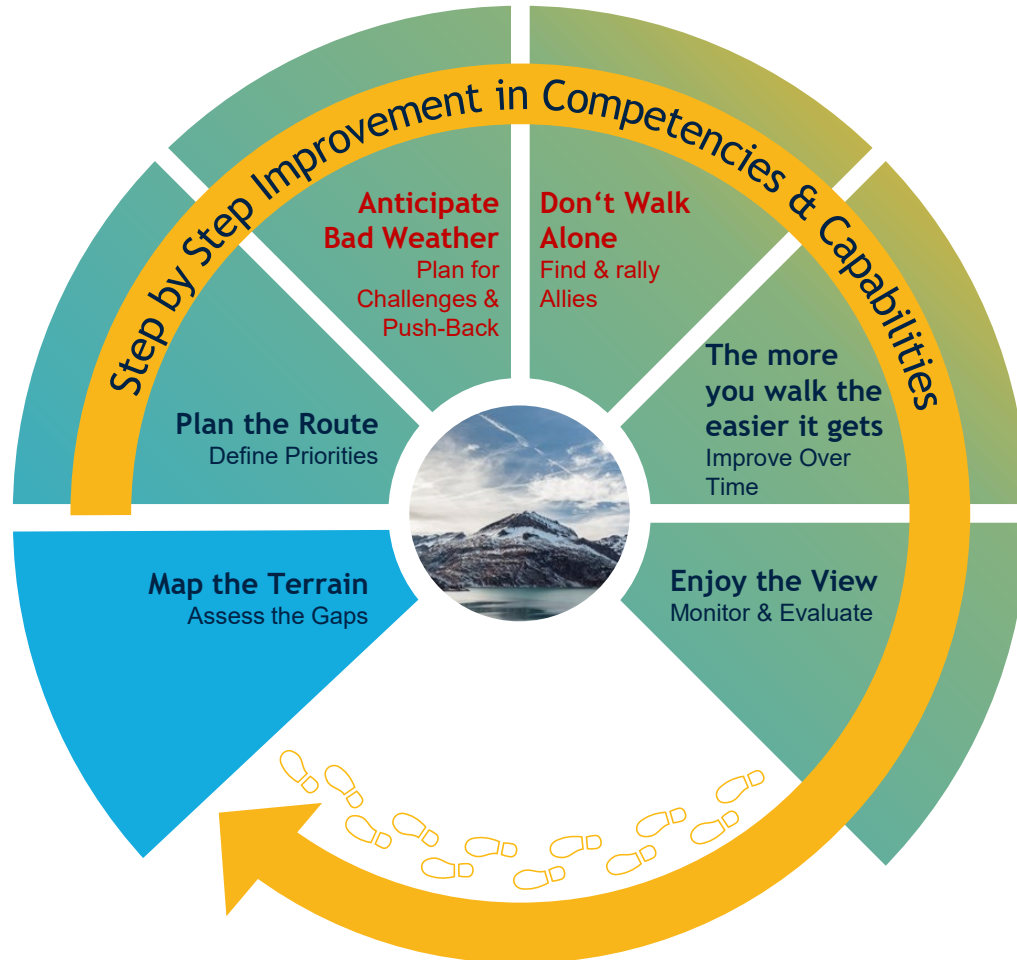 Step by Step Improvement in Competencies & Capabilities
Map the Terrain
Assess the Gaps
Plan the Route
Define Priorities
Anticipate
Bad Weather
Plan for
Challenges &
Push-Back
Don‘t Walk
Alone
Find & rally
Allies
The more
you walk the
easier it gets
Improve Over
Time
Enjoy the View
Monitor & Evaluate